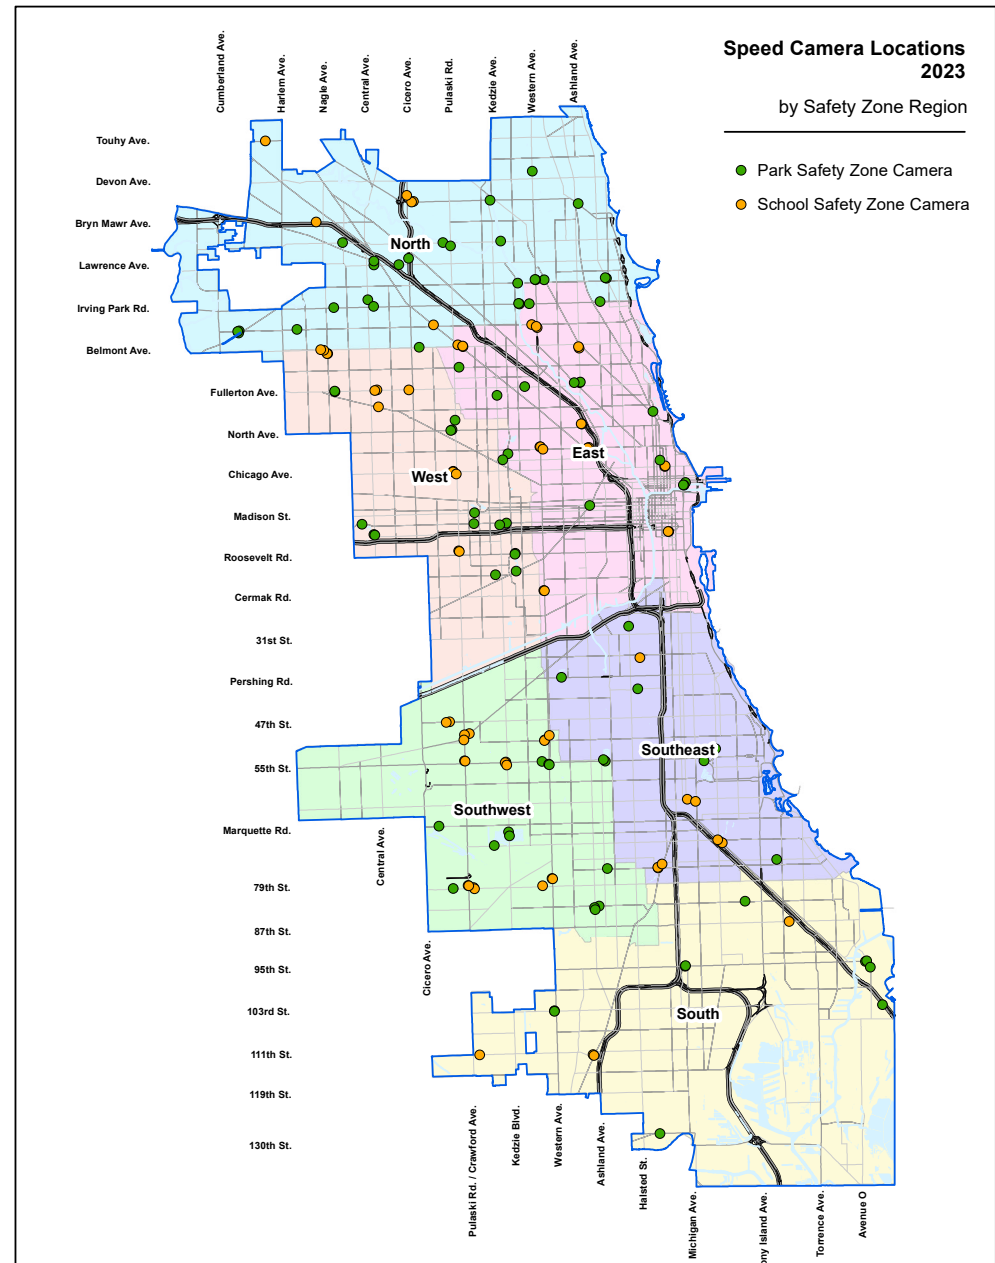 Speed Camera Locations
2023
by Safety Zone Region
Park Safety Zone Camera
School Safety Zone Camera
Cumberland Ave.
Harlem Ave.
Nagle Ave.
Central Ave.
Cicero Ave.
Pulaski Rd.
Kedzie Ave.
Western Ave.
Ashland Ave.
Touhy Ave.
Devon Ave.
Bryn Mawr Ave.
Lawrence Ave.
Irving Park Rd.
Belmont Ave.
Fullerton Ave.
North Ave.
Chicago Ave.
Madison St.
Roosevelt Rd.
Cermak Rd.
31st St.
Pershing Rd.
47th St.
55th St.
Marquette Rd.
79th St.
87th St.
95th St.
103rd St.
111th St.
119th St.
130th St.
North
East
West
Southeast
Southwest
South
Central Ave.
Cicero Ave.
Pulaski Rd. / Crawford Ave.
Kedzie Blvd.
Western Ave.
Ashland Ave.
Halsted St.
Michigan Ave.
ony Island Ave.
Torrence Ave.
Avenue O